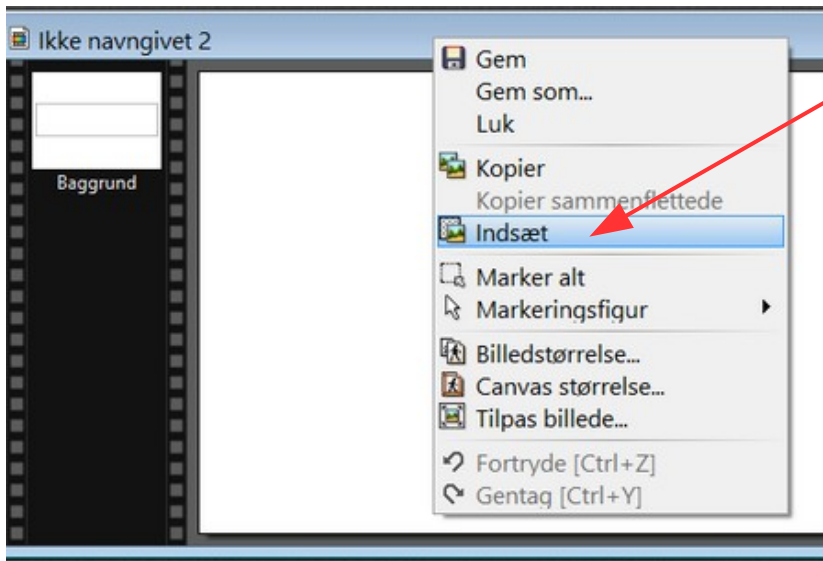 Ikke navngivet 2
Baggrund
Gem
Gem som...
Luk
Kopier
Kopier sammenflettede
Indsæt
Marker alt
Markeringsfigur
Billedstørrelse...
Canvas størrelse...
Tilpas billede...
Fortryde [Ctrl+Z]
Gentag [Ctrl+Y]